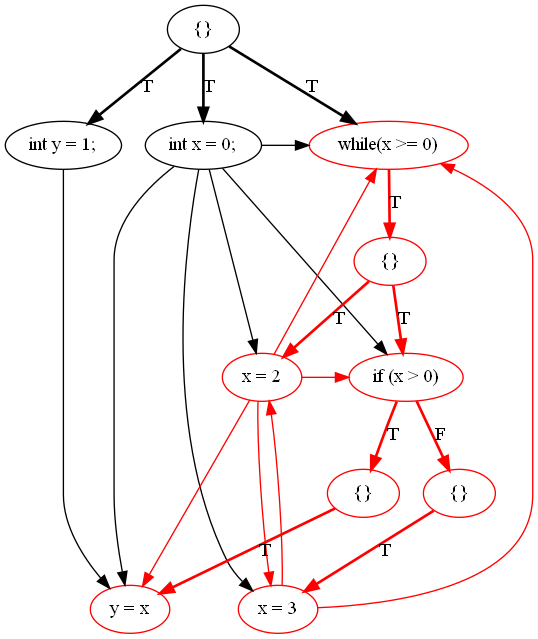 {}
T
T
T
int y = 1;
int x = 0;
while(x >= 0)
T
{}
T
T
x = 2
if (x > 0)
T
F
{}
{}
T
T
y = x
x = 3